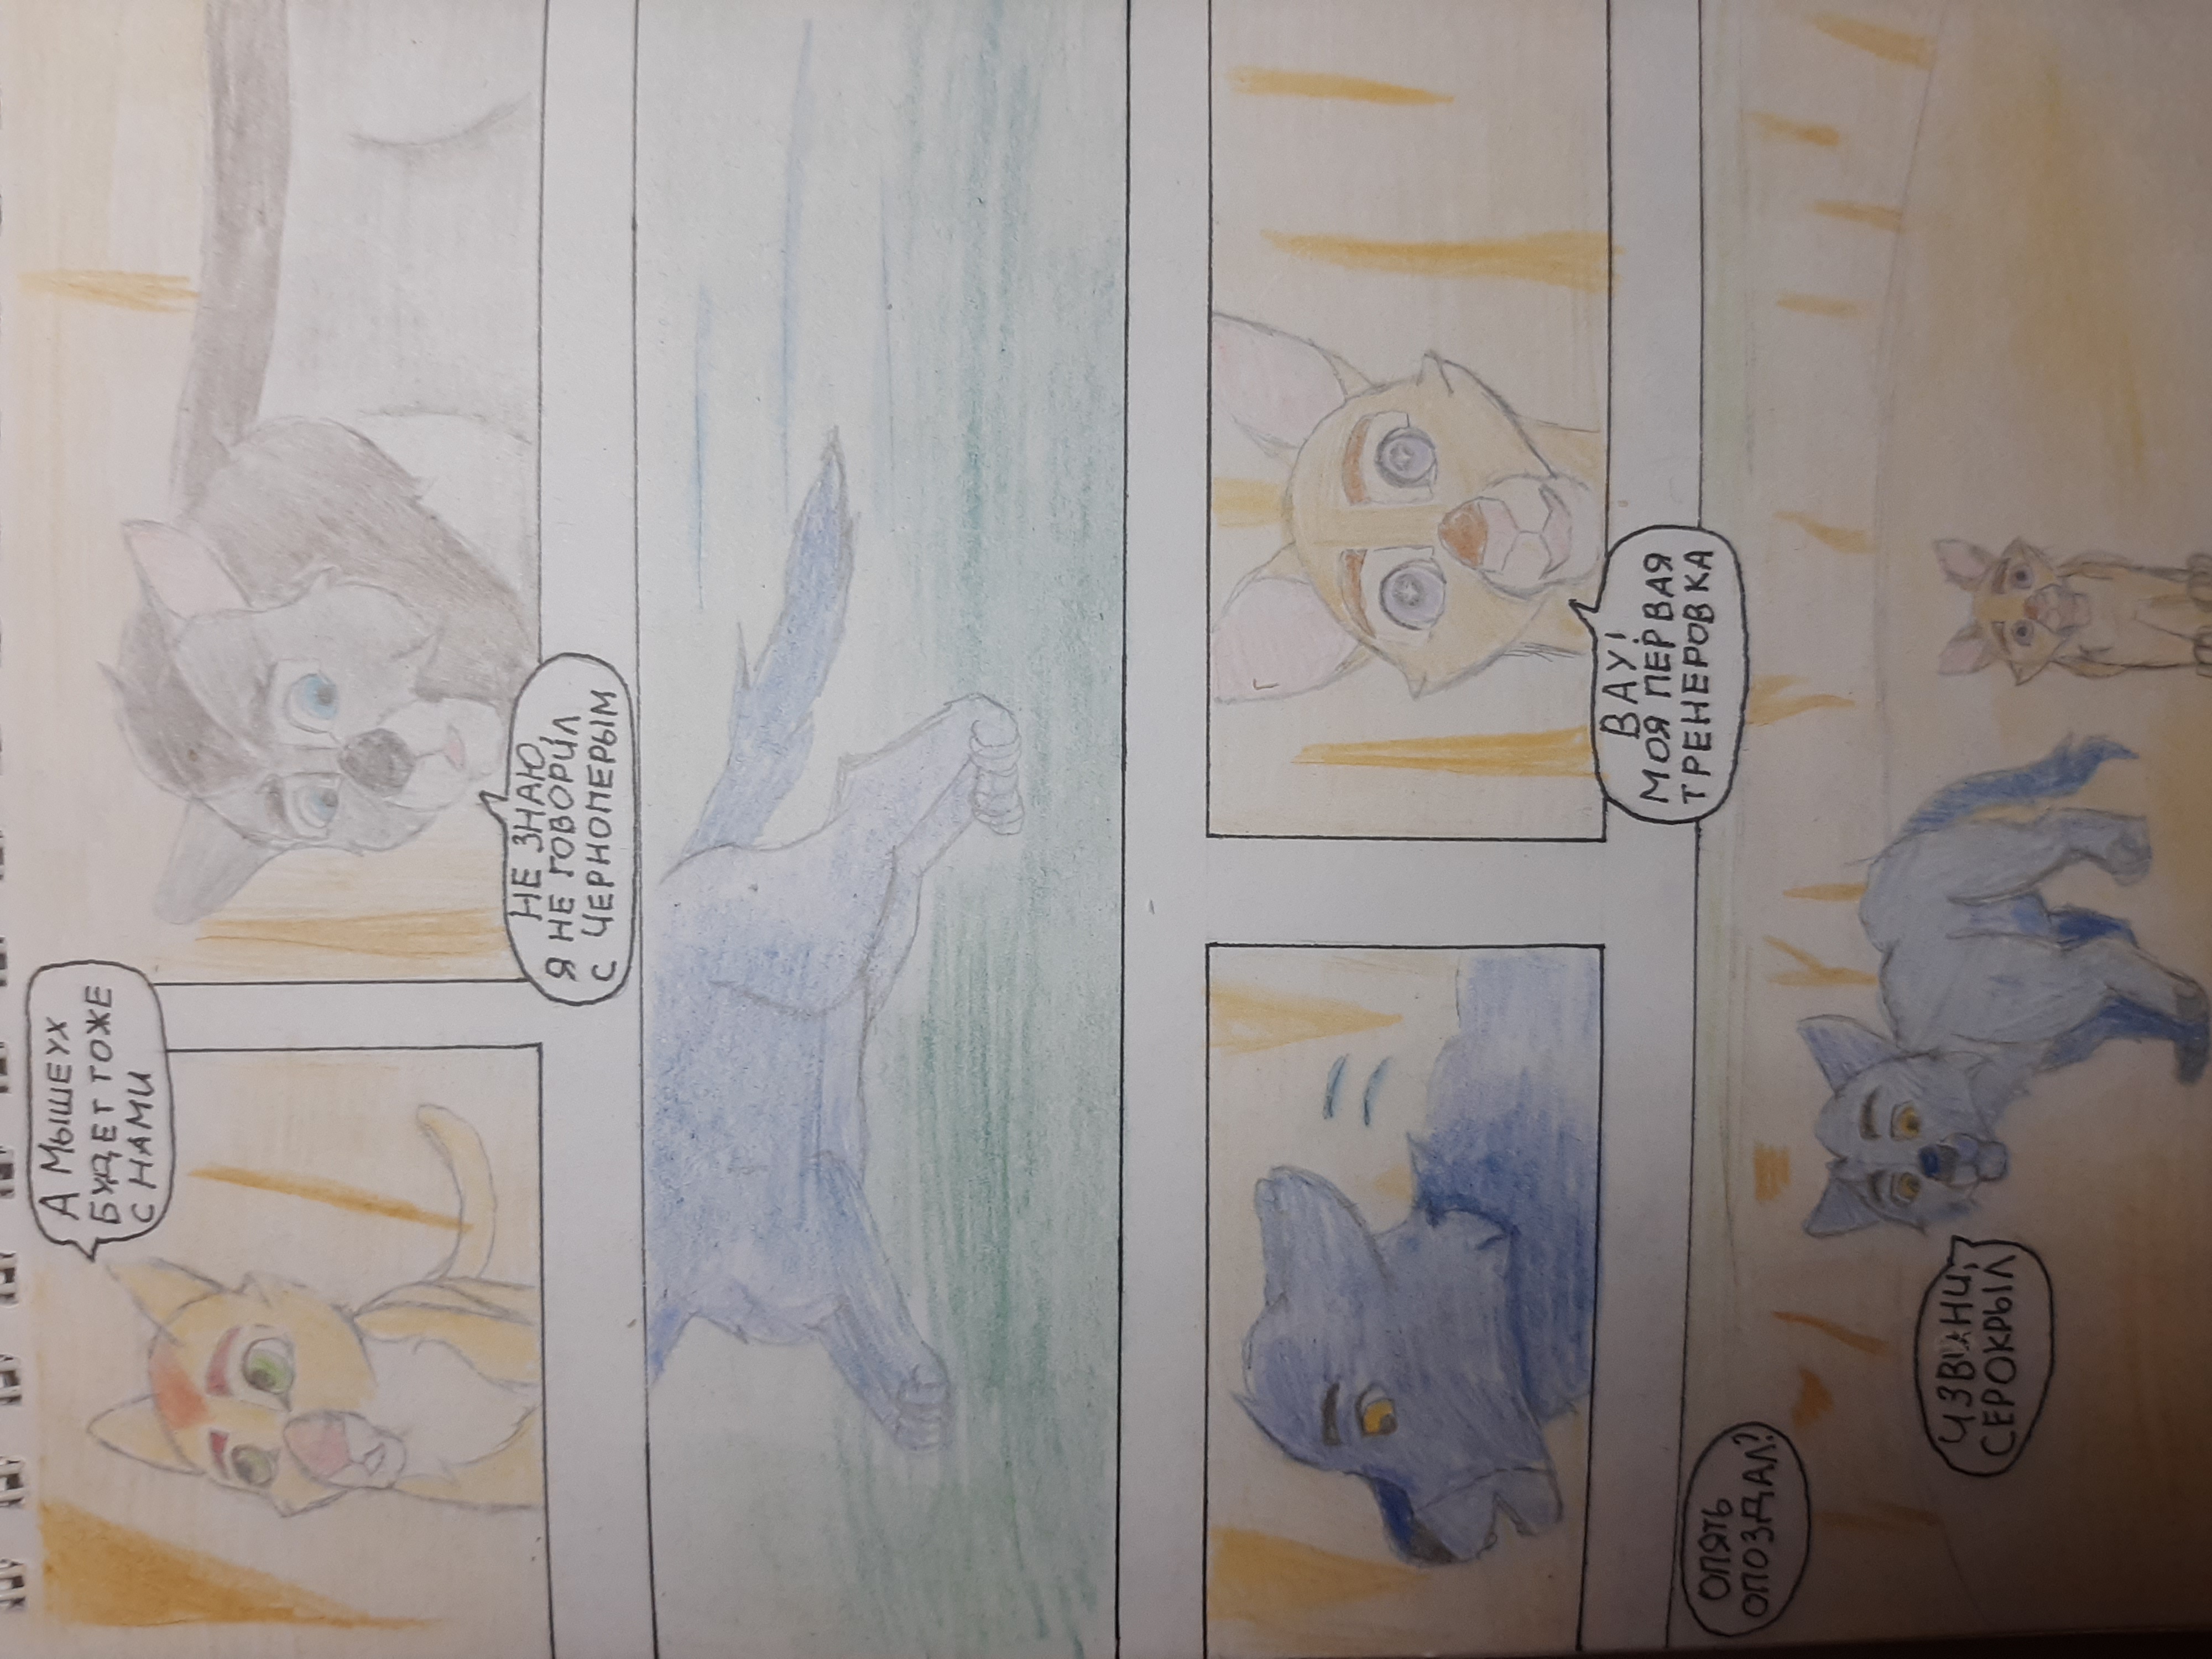 А МЫШЕУХ
БУДЕТ ТОЖЕ
С НАМИ
НЕ ЗНАЮ,
Я НЕ ГОВОРИЛ
С ЧЕРНОПЕРЫМ
ВАУ!
МОЯ ПЕРВАЯ
ТРЕНЕРОВКА
ОПЯТЬ
ОПОЗДАЛ?
ИЗВИНИ,
СЕРОКРЫЛ